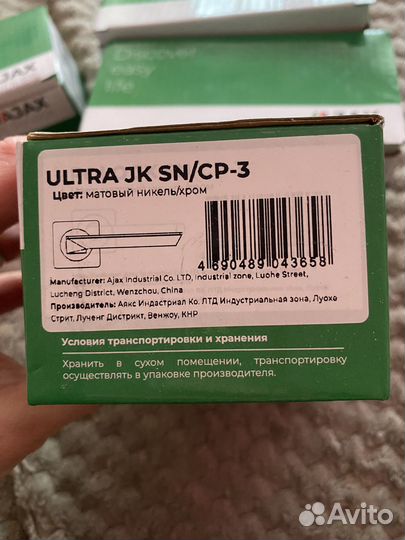 Discover
easy
life
AJAX
AJAX
ULTRA JK SN/CP-3
Цвет: матовый никель/хром
4 690489 043658
Manufacturer: Ajax Industrial Co. LTD, Industrial zone, Luohe Street,
Lucheng District, Wenzhou, China
Производитель: Аякс Индастриал Ко. ЛТД Индустриальная зона, Луохе
Стрит, Лученг Дистрикт, Венжоу, КНР
Условия транспортировки и хранения
Хранить в сухом помещении, транспортировку
осуществлять в упаковке производителя.
Avito